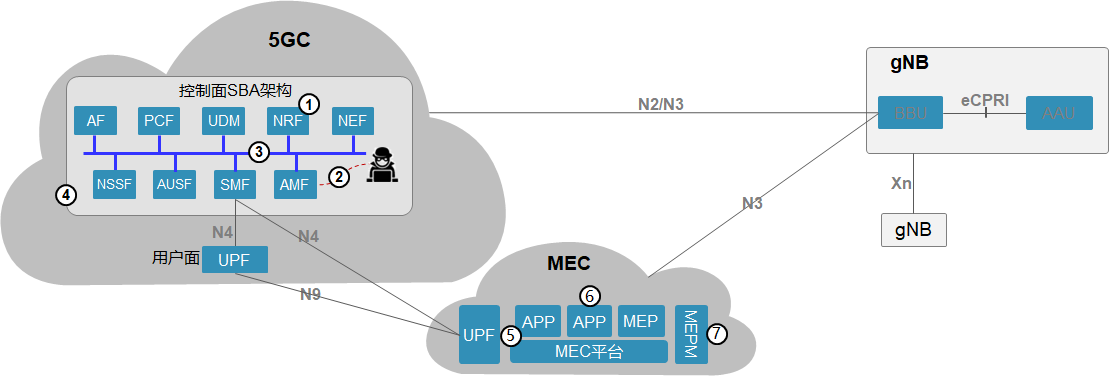 5GC
控制面SBA架构
①
AF
PCF
UDM
NRF
NEF
③
②
NSSF
AUSF
SMF
AMF
④
N4
N4
用户面
UPF
N9
N2/N3
gNB
BBU
eCPRI
AAU
N3
Xn
gNB
MEC
⑥
UPF
⑤
APP
APP
MEP
MEPM
⑦
MEC平台